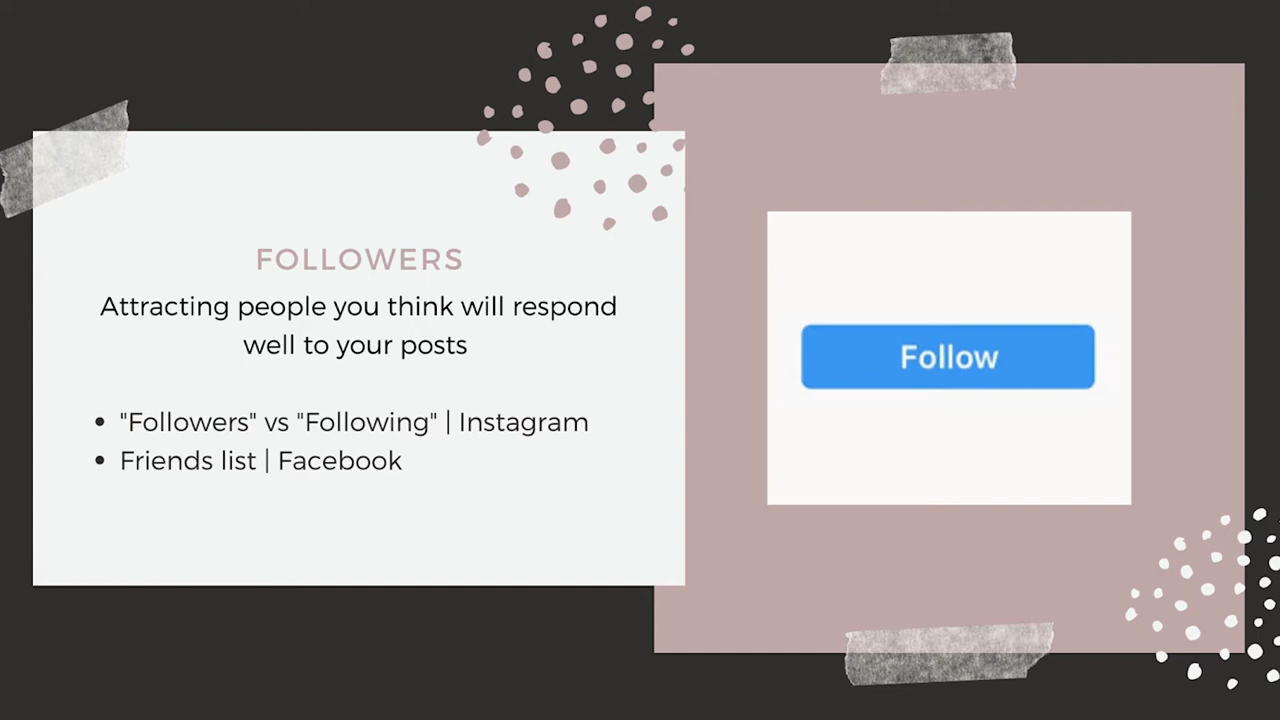 FOLLOWERS
Attracting people you think will respond
well to your posts
• "Followers" vs "Following" | Instagram
• Friends list | Facebook
Follow